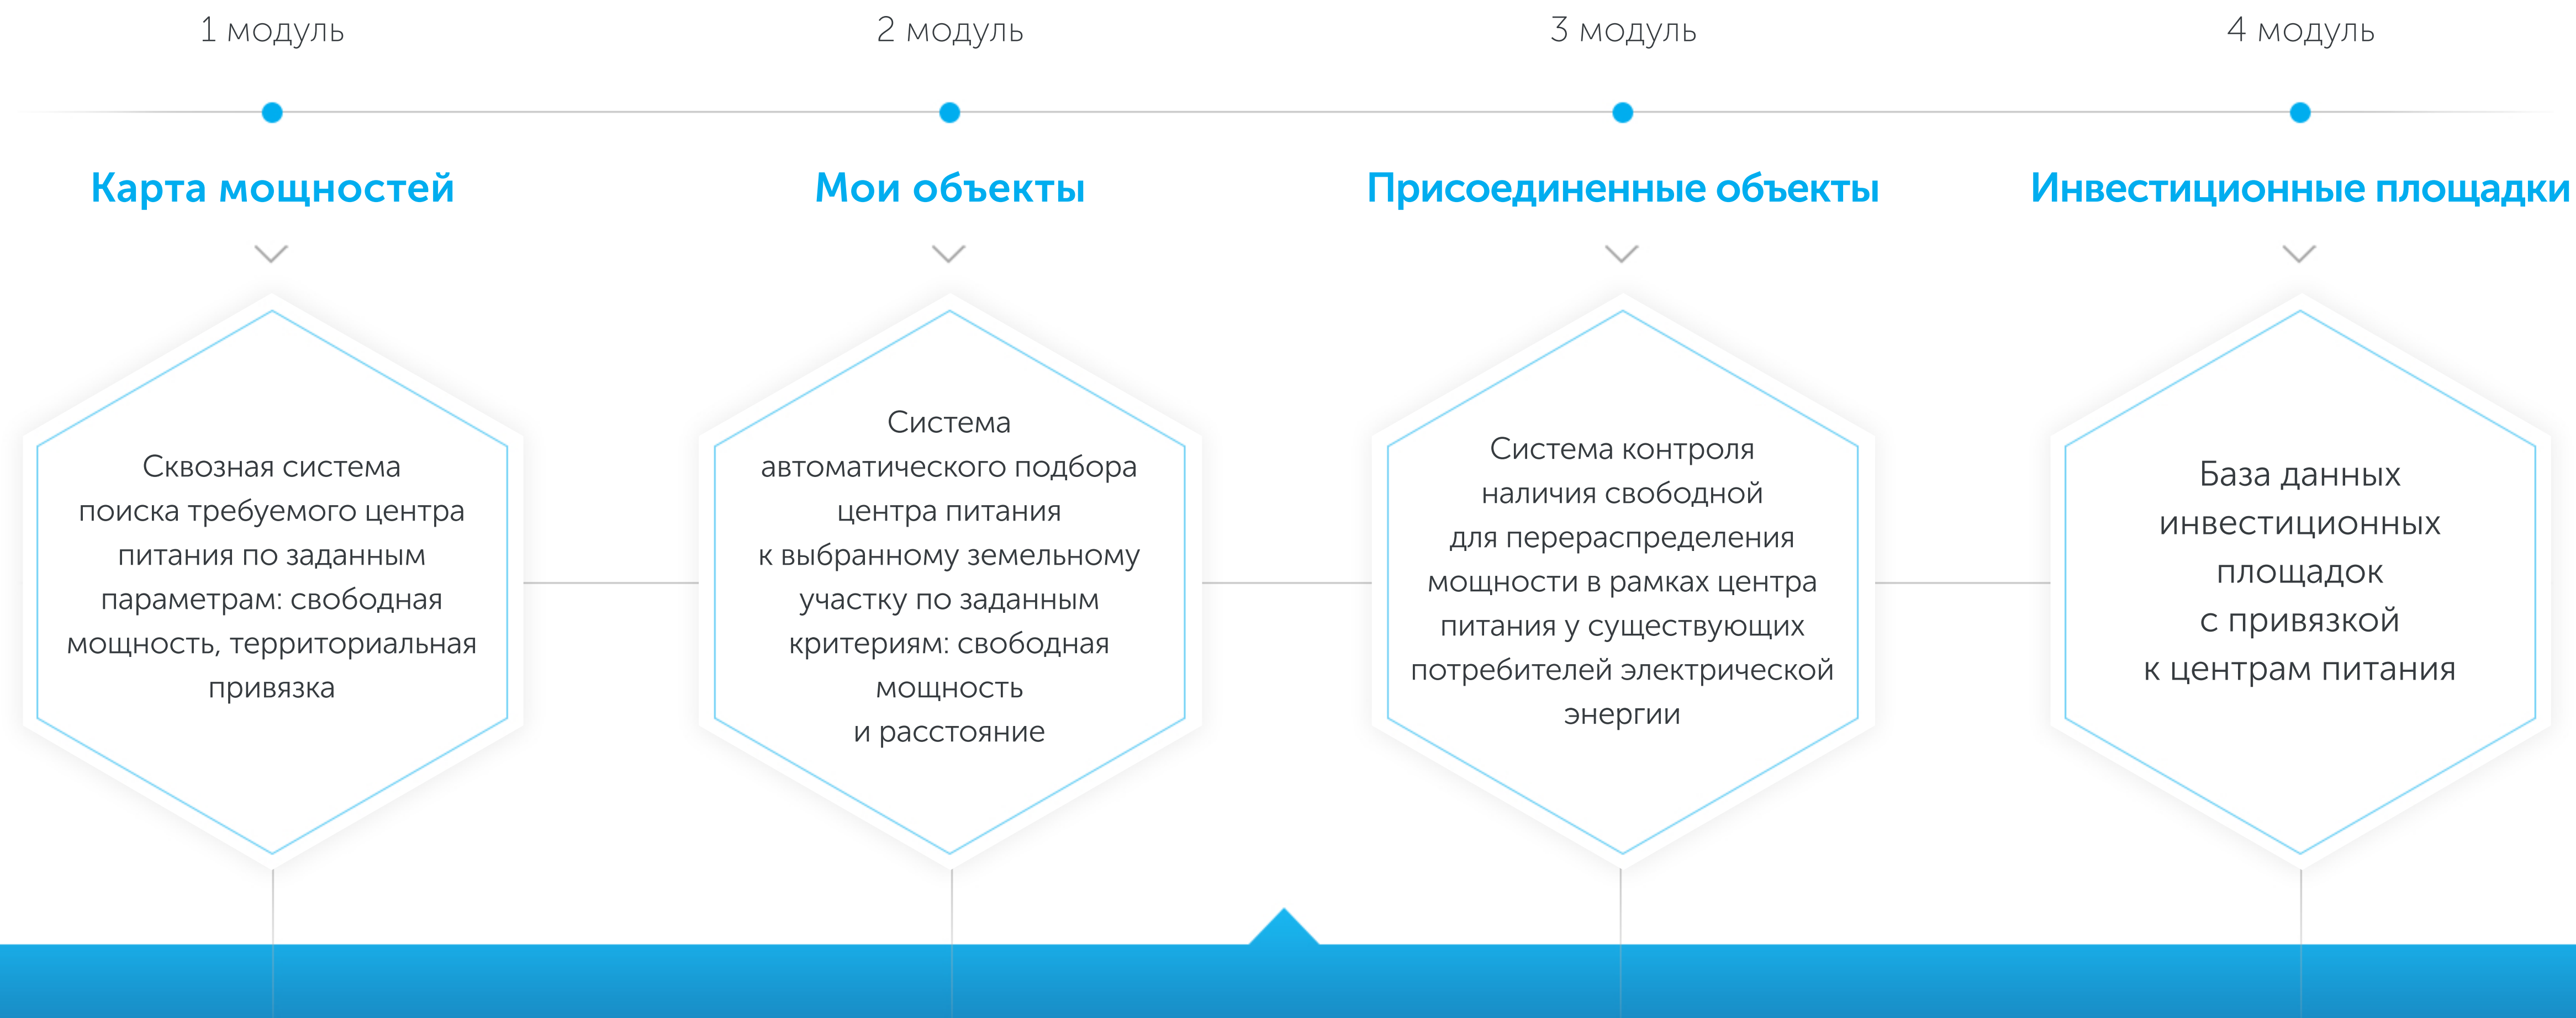 1 модуль
2 модуль
3 модуль
4 модуль
Карта мощностей
Мои объекты
Присоединенные объекты
Инвестиционные площадки
Сквозная система
поиска требуемого центра
питания по заданным
параметрам: свободная
мощность, территориальная
привязка
Система
автоматического подбора
центра питания
к выбранному земельному
участку по заданным
критериям: свободная
мощность
и расстояние
Система контроля
наличия свободной
для перераспределения
мощности в рамках центра
питания у существующих
потребителей электрической
энергии
База данных
инвестиционных
площадок
с привязкой
к центрам питания